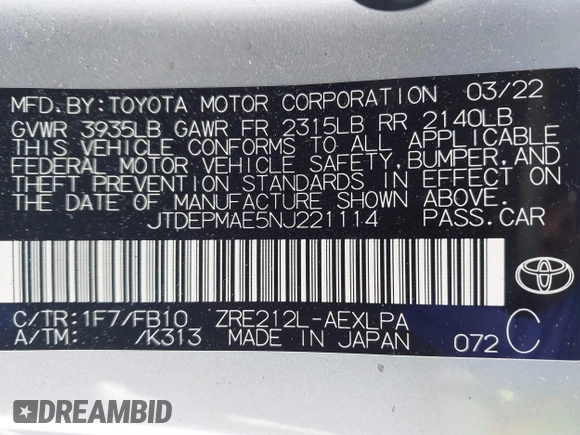 MFD.BY:TOYOTA MOTOR CORPORATION 03/22
GVWR 3935LB GAWR FR 2315LB RR 2140LB
THIS VEHICLE CONFORMS TO ALL APPLICABLE
FEDERAL MOTOR VEHICLE SAFETY,BUMPER,AND
THEFT PREVENTION STANDARDS IN EFFECT ON
THE DATE OF MANUFACTURE SHOWN ABOVE.
JTDEPMAE5NJ221114 PASS.CAR
C/TR:1F7/FB10 ZRE212L-AEXLPA
A/TM: /K313 MADE IN JAPAN 072 C
DREAMBID